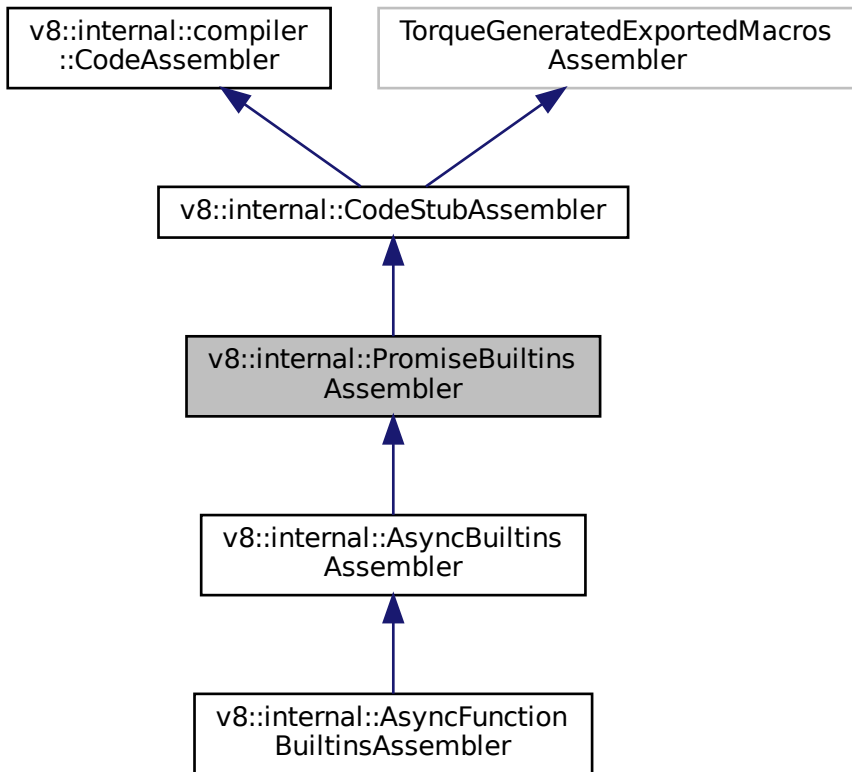 v8::internal::compiler
::CodeAssembler
TorqueGeneratedExportedMacros
Assembler
v8::internal::CodeStubAssembler
v8::internal::PromiseBuiltins
Assembler
v8::internal::AsyncBuiltins
Assembler
v8::internal::AsyncFunction
BuiltinsAssembler